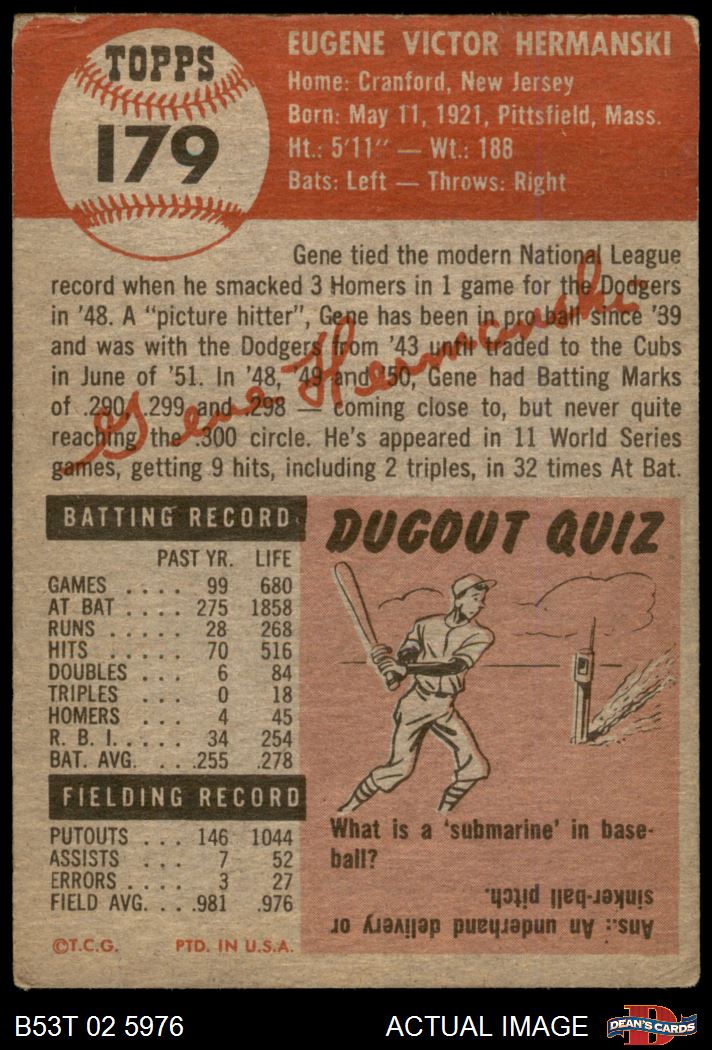 TOPPS
179
EUGENE VICTOR HERMANSKI
Home: Cranford, New Jersey
Born: May 11, 1921, Pittsfield, Mass.
Ht.: 5'11" — Wt.: 188
Bats: Left — Throws: Right
Gene tied the modern National League
record when he smacked 3 Homers in 1 game for the Dodgers
in '48. A "picture hitter", Gene has been in pro ball since '39
and was with the Dodgers from '43 until traded to the Cubs
in June of '51. In '48, '49 and '50, Gene had Batting Marks
of .290, .299 and .298 — coming close to, but never quite
reaching the .300 circle. He's appeared in 11 World Series
games, getting 9 hits, including 2 triples, in 32 times At Bat.
Gene Hermanski
BATTING RECORD
PAST YR. LIFE
GAMES . . . . 99 680
AT BAT . . . . 275 1858
RUNS . . . . . 28 268
HITS . . . . . 70 516
DOUBLES . . . 6 84
TRIPLES . . . 0 18
HOMERS . . . 4 45
R. B. I. . . . . 34 254
BAT. AVG. . . .255 .278
FIELDING RECORD
PUTOUTS . . . 146 1044
ASSISTS . . . 7 52
ERRORS . . . . 3 27
FIELD AVG. . . .981 .976
©T.C.G. PTD. IN U.S.A.
DUGOUT QUIZ
What is a 'submarine' in base-
ball?
Ans.: An underhand delivery or
sinker-ball pitch.
B53T 02 5976 ACTUAL IMAGE
DEAN'S CARDS